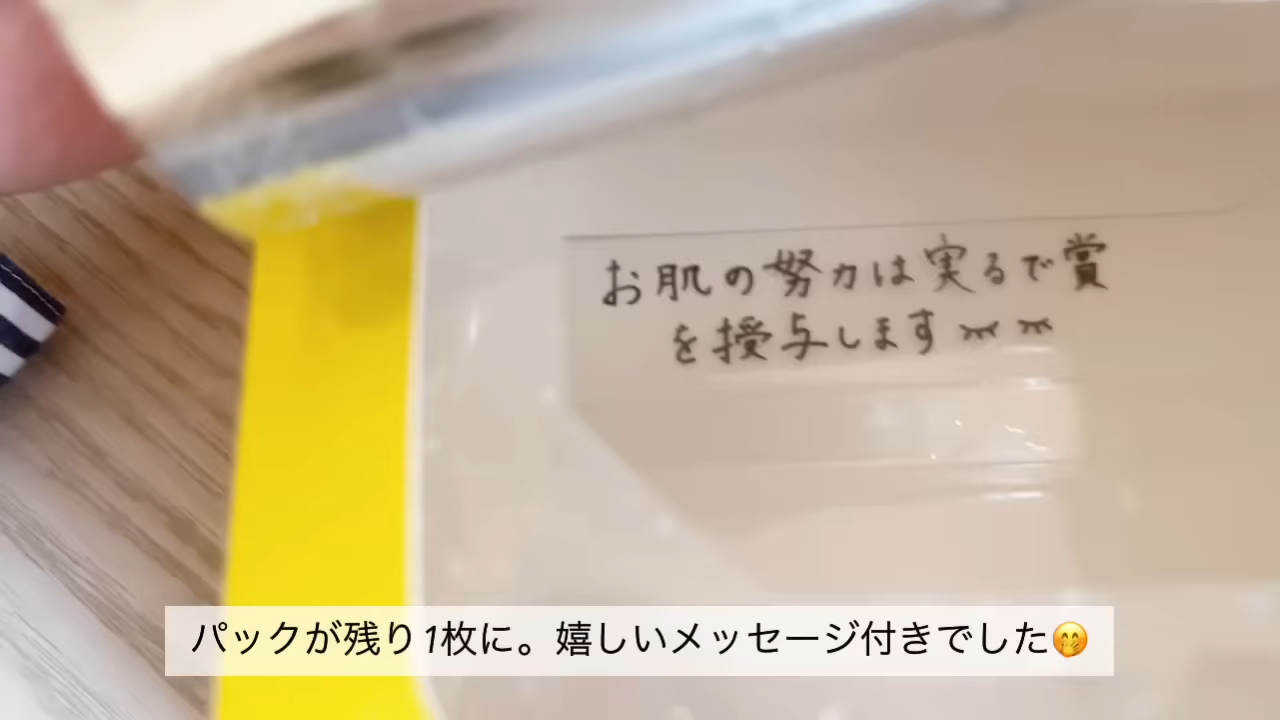 お肌の努力は実るで賞
を授与します
パックが残り1枚に。嬉しいメッセージ付きでした🤭